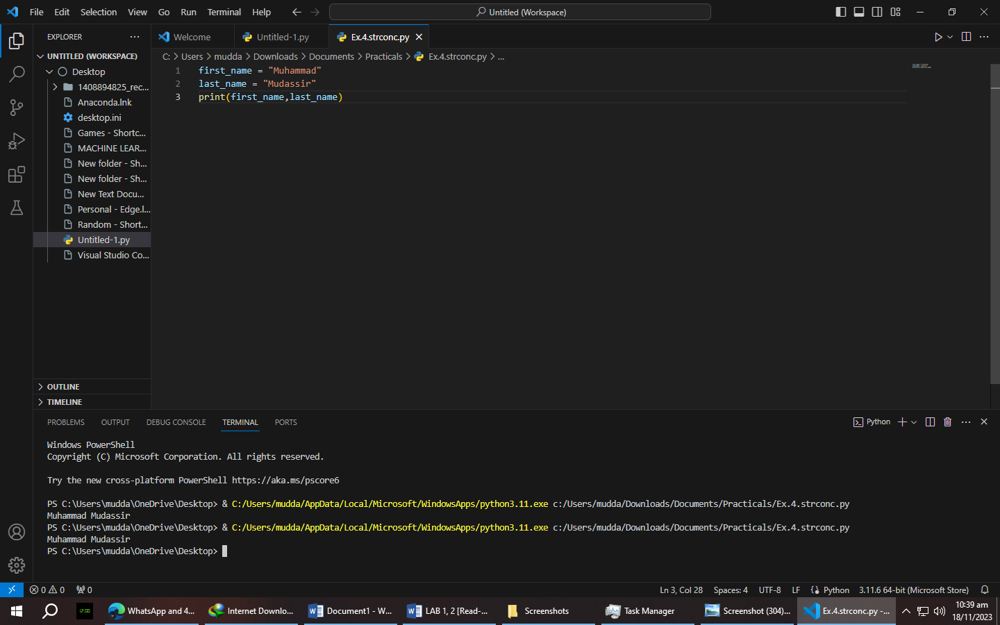 File Edit Selection View Go Run Terminal Help
Untitled (Workspace)
EXPLORER
Welcome
Untitled-1.py
Ex.4.strconc.py
UNTITLED (WORKSPACE)
Desktop
1408894825_rec...
Anaconda.lnk
desktop.ini
Games - Shortc...
MACHINE LEAR...
New folder - Sh...
New folder - Sh...
New Text Docu...
Personal - Edge.l...
Random - Short...
Untitled-1.py
Visual Studio Co...
OUTLINE
TIMELINE
C: > Users > mudda > Downloads > Documents > Practicals > Ex.4.strconc.py > ...
1 first_name = "Muhammad"
2 last_name = "Mudassir"
3 print(first_name,last_name)
PROBLEMS OUTPUT DEBUG CONSOLE TERMINAL PORTS
Python
Windows PowerShell
Copyright (C) Microsoft Corporation. All rights reserved.
Try the new cross-platform PowerShell https://aka.ms/pscore6
PS C:\Users\mudda\OneDrive\Desktop> & C:/Users/mudda/AppData/Local/Microsoft/WindowsApps/python3.11.exe c:/Users/mudda/Downloads/Documents/Practicals/Ex.4.strconc.py
Muhammad Mudassir
PS C:\Users\mudda\OneDrive\Desktop> & C:/Users/mudda/AppData/Local/Microsoft/WindowsApps/python3.11.exe c:/Users/mudda/Downloads/Documents/Practicals/Ex.4.strconc.py
Muhammad Mudassir
PS C:\Users\mudda\OneDrive\Desktop>
0 0 0
Ln 3, Col 28 Spaces: 4 UTF-8 LF Python 3.11.6 64-bit (Microsoft Store)
12:00
WhatsApp and 4...
Internet Downlo...
Document1 - W...
LAB 1, 2 [Read-...
Screenshots
Task Manager
Screenshot (304)...
Ex.4.strconc.py -...
10:39 am
18/11/2023